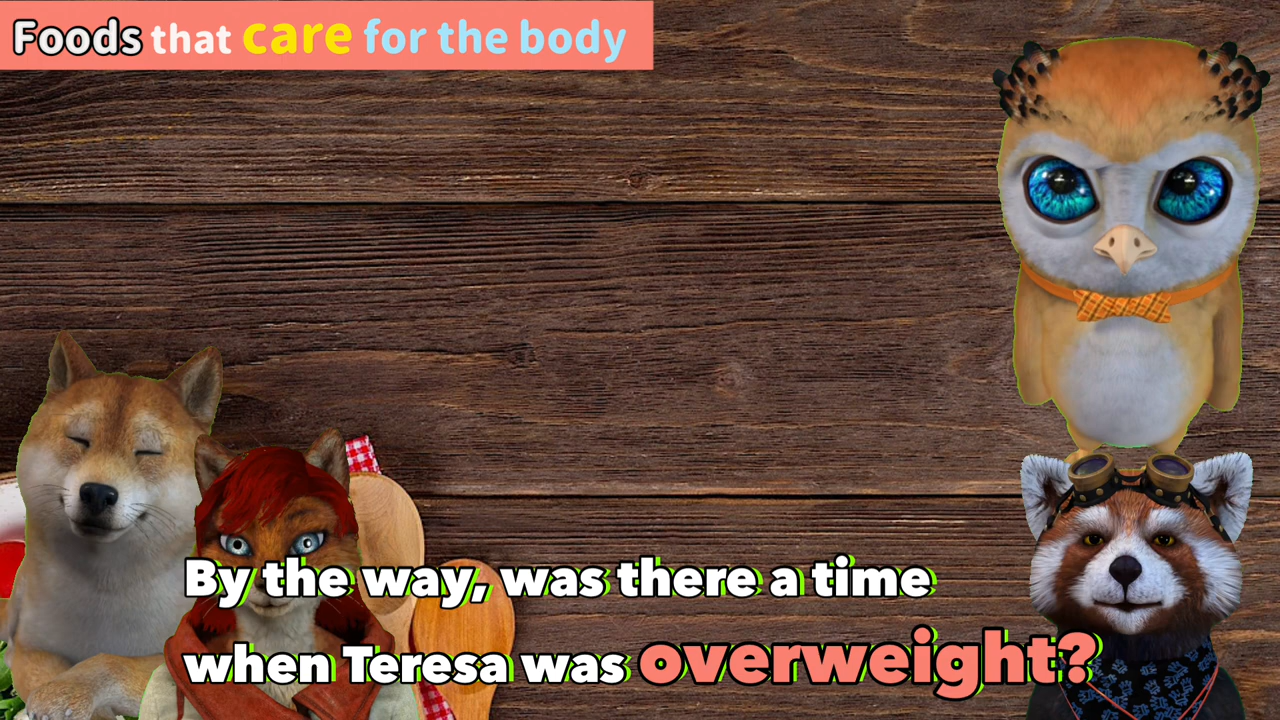 Foods that care for the body
By the way, was there a time
when Teresa was overweight?